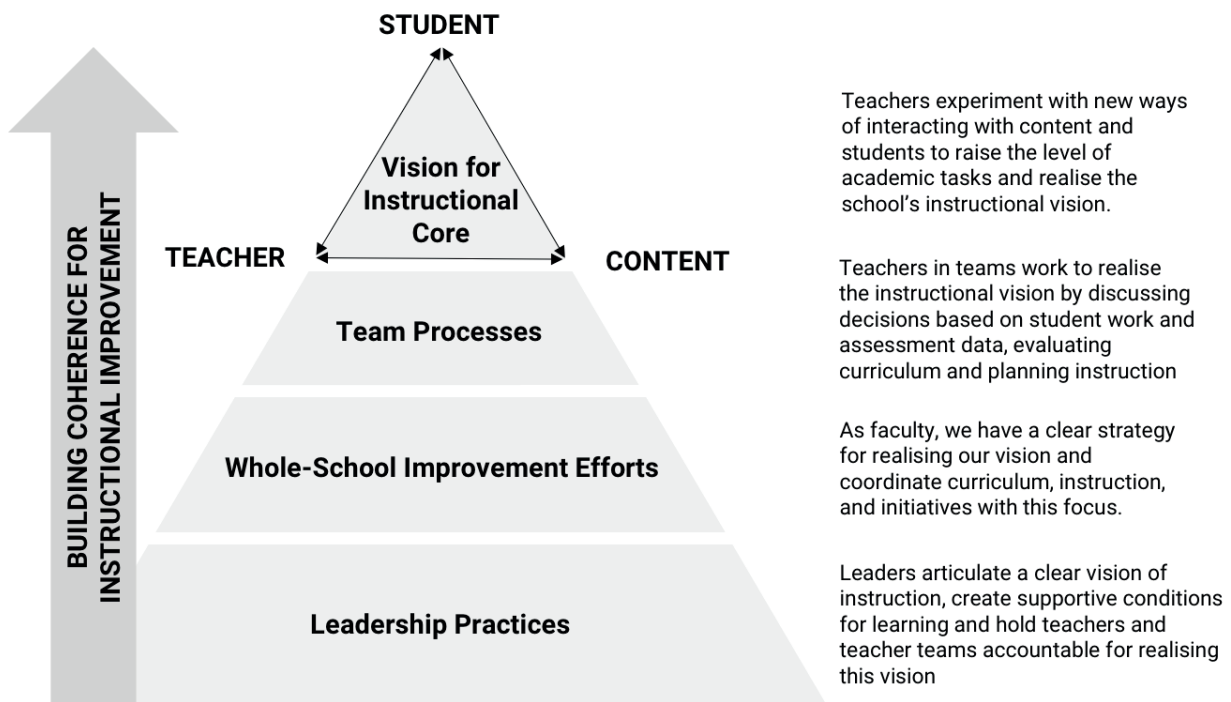 STUDENT
Vision for
Instructional
Core
TEACHER
CONTENT
Team Processes
Whole-School Improvement Efforts
Leadership Practices
BUILDING COHERENCE FOR
INSTRUCTIONAL IMPROVEMENT
Teachers experiment with new ways
of interacting with content and
students to raise the level of
academic tasks and realise the
school’s instructional vision.
Teachers in teams work to realise
the instructional vision by discussing
decisions based on student work and
assessment data, evaluating
curriculum and planning instruction
As faculty, we have a clear strategy
for realising our vision and
coordinate curriculum, instruction,
and initiatives with this focus.
Leaders articulate a clear vision of
instruction, create supportive conditions
for learning and hold teachers and
teacher teams accountable for realising
this vision